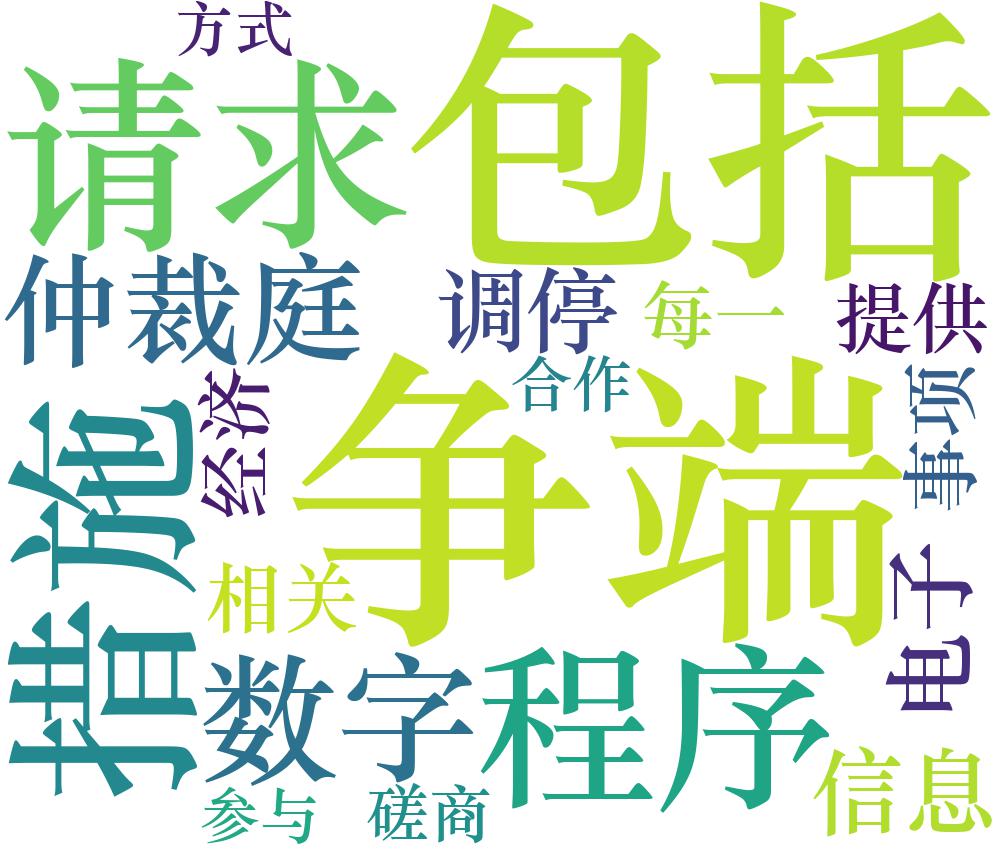 方式
请求
包括
仲裁庭
调停
每一
提供
合作
经济
措施
争端
事项
相关
电子
数字
程序
信息
参与
磋商